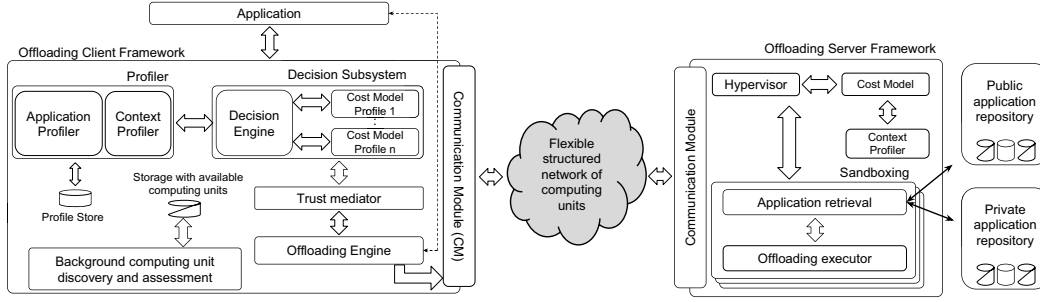 Application
Offloading Client Framework
Profiler
Application
Profiler
Context
Profiler
Profile Store
Decision Subsystem
Decision
Engine
Cost Model
Profile 1
Cost Model
Profile n
Storage with available
computing units
Trust mediator
Offloading Engine
Background computing unit
discovery and assessment
Communication Module (CM)
Flexible
structured
network of
computing
units
Offloading Server Framework
Communication Module
Hypervisor
Cost Model
Context
Profiler
Sandboxing
Application retrieval
Offloading executor
Public
application
repository
Private
application
repository